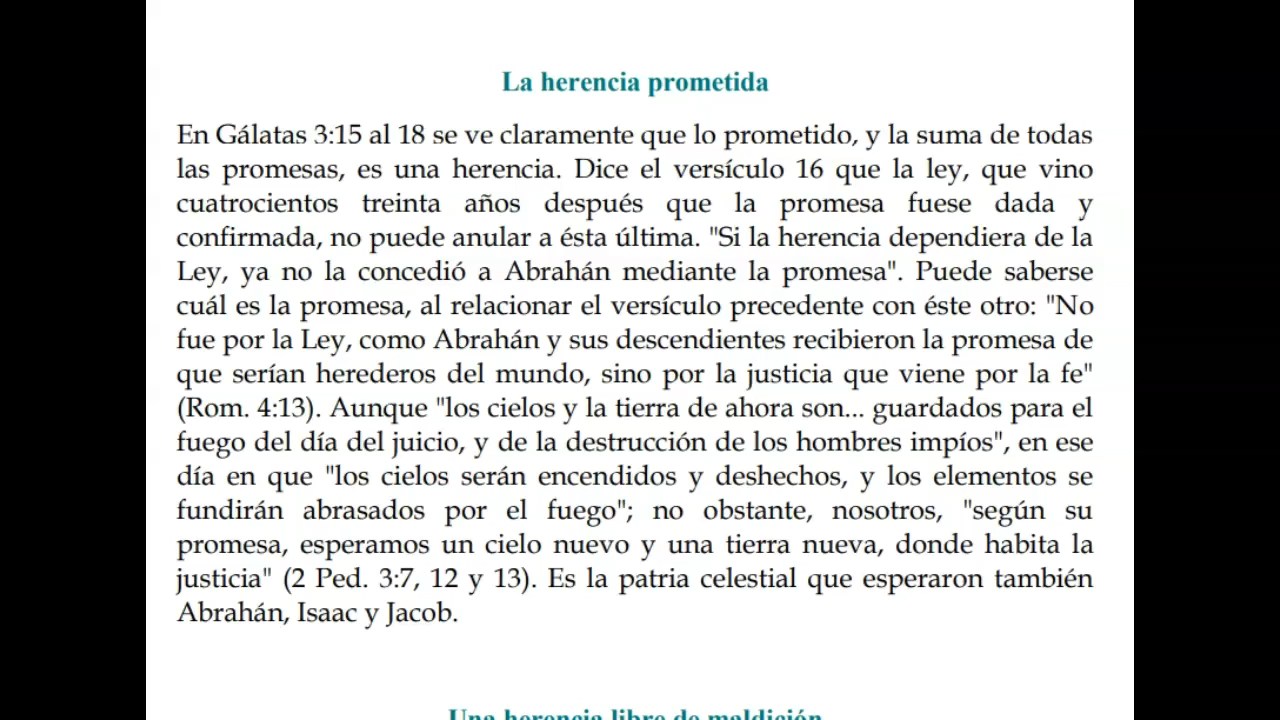 La herencia prometida
En Gálatas 3:15 al 18 se ve claramente que lo prometido, y la suma de todas
las promesas, es una herencia. Dice el versículo 16 que la ley, que vino
cuatrocientos treinta años después que la promesa fuese dada y
confirmada, no puede anular a ésta última. "Si la herencia dependiera de la
Ley, ya no la concedió a Abrahán mediante la promesa". Puede saberse
cuál es la promesa, al relacionar el versículo precedente con éste otro: "No
fue por la Ley, como Abrahán y sus descendientes recibieron la promesa de
que serían herederos del mundo, sino por la justicia que viene por la fe"
(Rom. 4:13). Aunque "los cielos y la tierra de ahora son... guardados para el
fuego del día del juicio, y de la destrucción de los hombres impíos", en ese
día en que "los cielos serán encendidos y deshechos, y los elementos se
fundirán abrasados por el fuego"; no obstante, nosotros, "según su
promesa, esperamos un cielo nuevo y una tierra nueva, donde habita la
justicia" (2 Ped. 3:7, 12 y 13). Es la patria celestial que esperaron también
Abrahán, Isaac y Jacob.
Una herencia libre de maldición